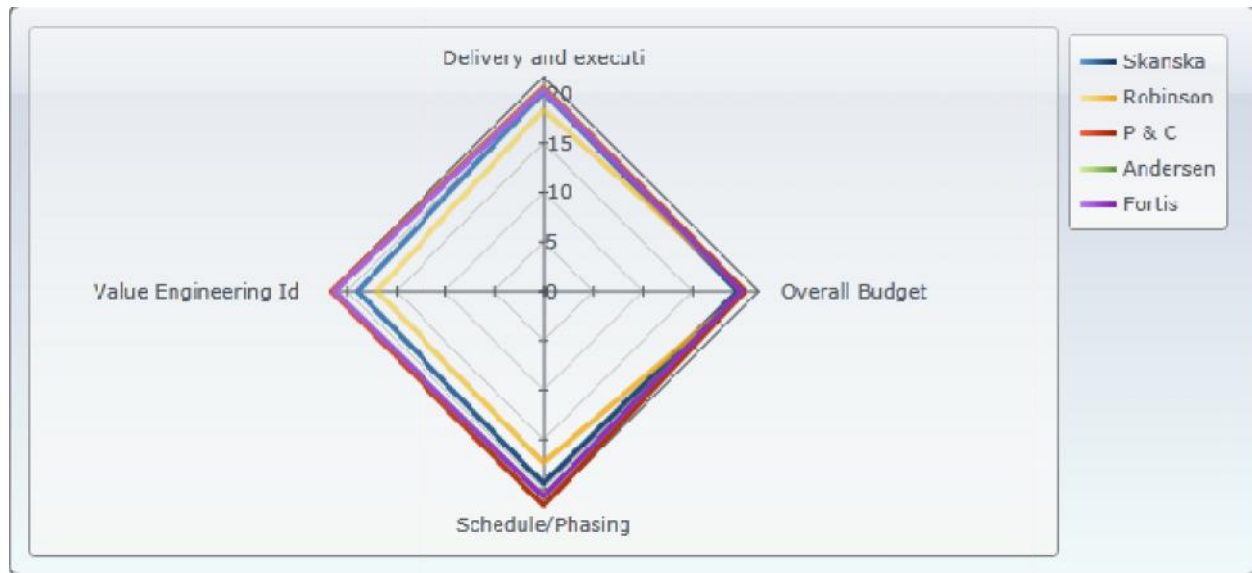 Delivery and executi
20
15
10
5
0
Value Engineering Id
Overall Budget
Schedule/Phasing
Skanska
Robinson
P & C
Andersen
Fortis